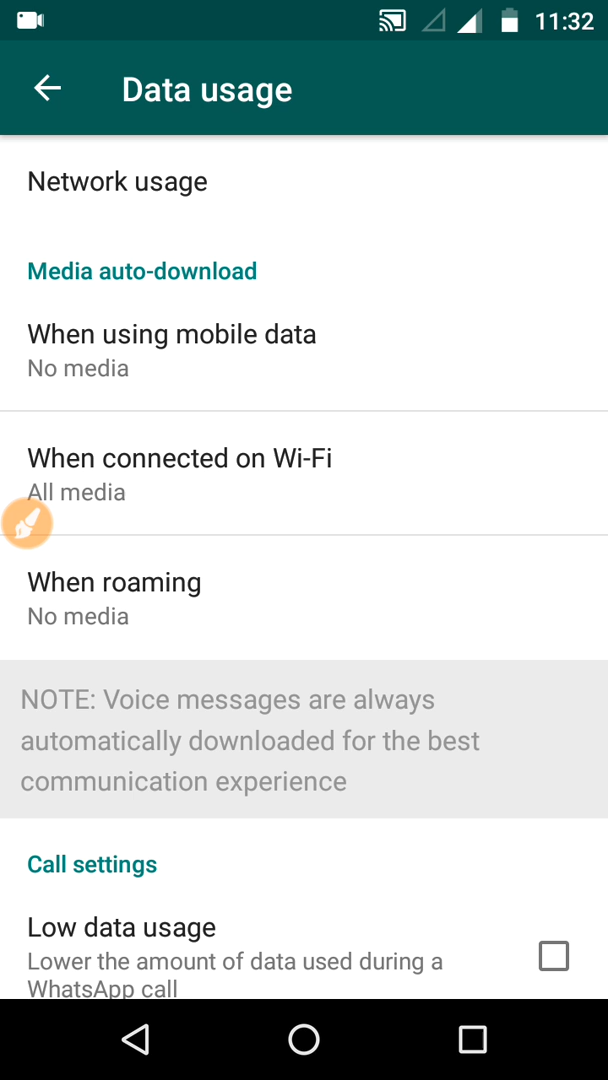 11:32
Data usage
Network usage
Media auto-download
When using mobile data
No media
When connected on Wi-Fi
All media
When roaming
No media
NOTE: Voice messages are always
automatically downloaded for the best
communication experience
Call settings
Low data usage
Lower the amount of data used during a
WhatsApp call